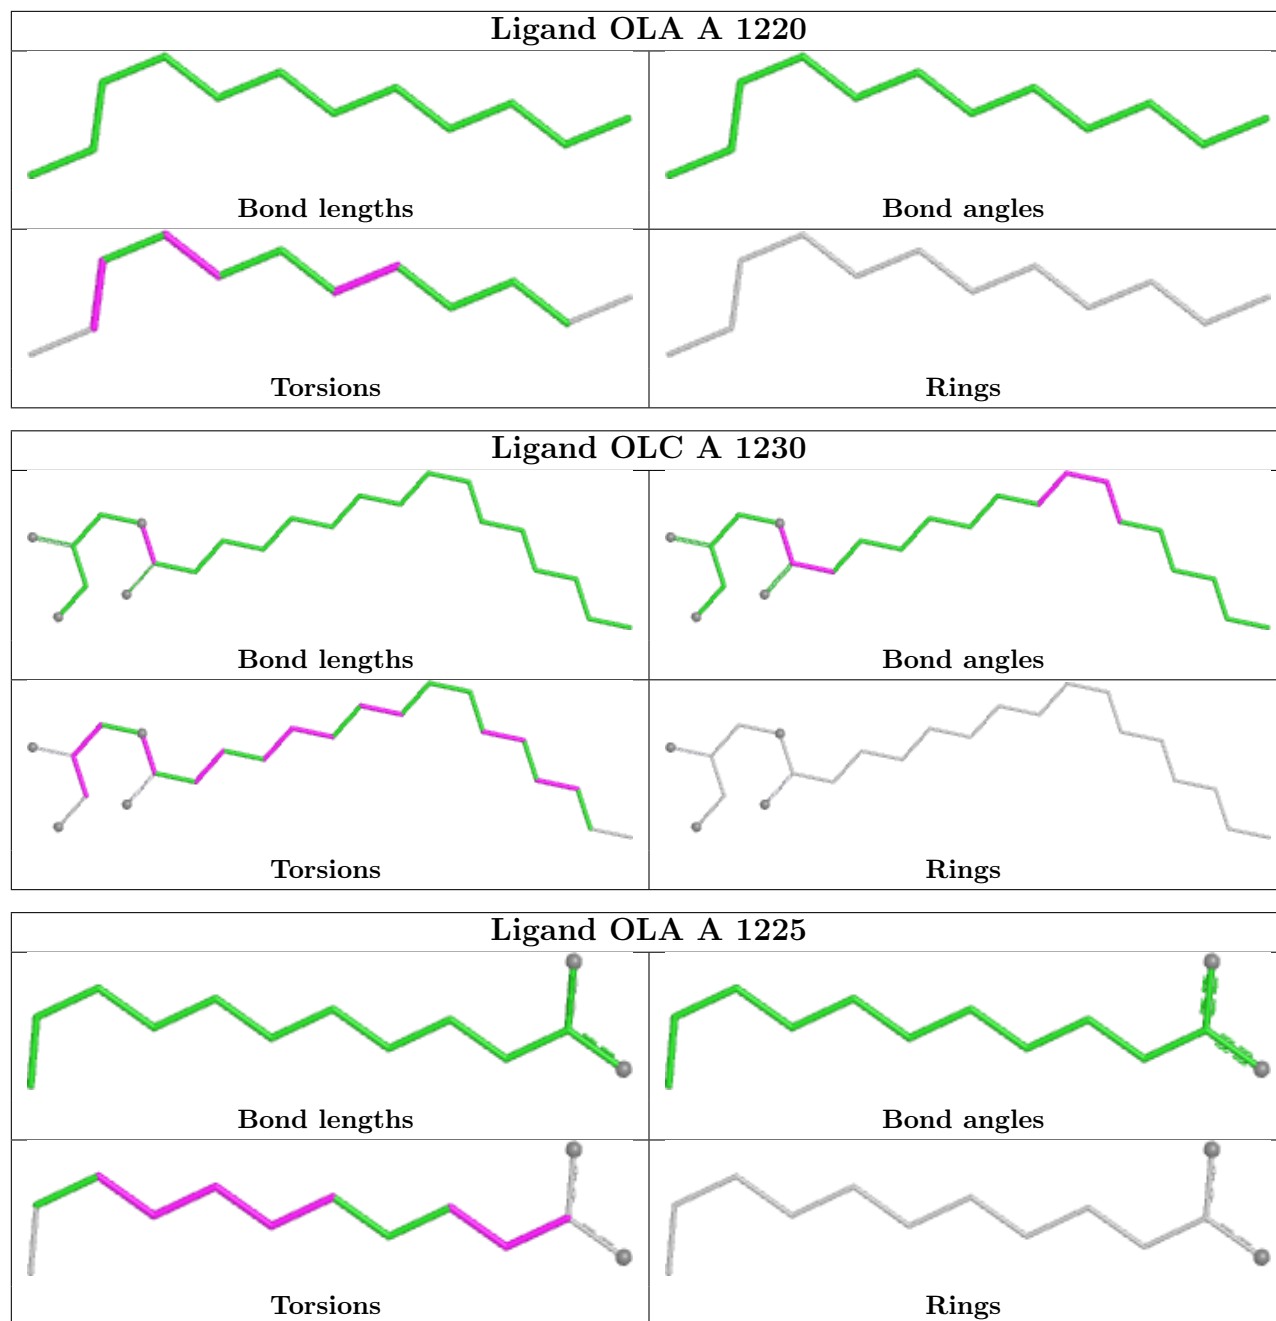 Ligand OLA A 1220
Bond lengths
Bond angles
Torsions
Rings
Ligand OLC A 1230
Bond lengths
Bond angles
Torsions
Rings
Ligand OLA A 1225
Bond lengths
Bond angles
Torsions
Rings